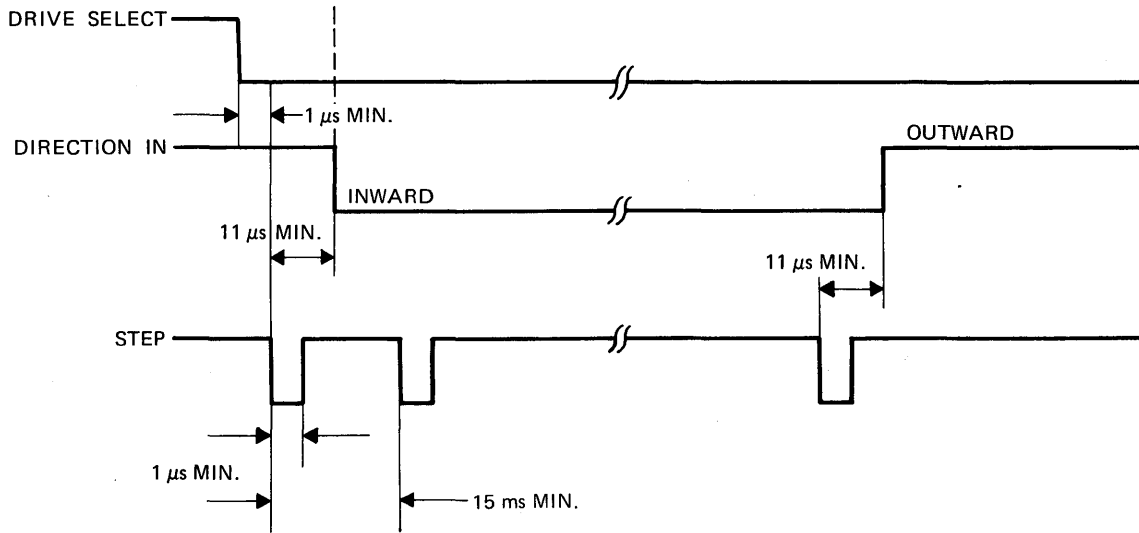 DRIVE SELECT
1 μs MIN.
DIRECTION IN
OUTWARD
INWARD
11 μs MIN.
11 μs MIN.
STEP
1 μs MIN.
15 ms MIN.